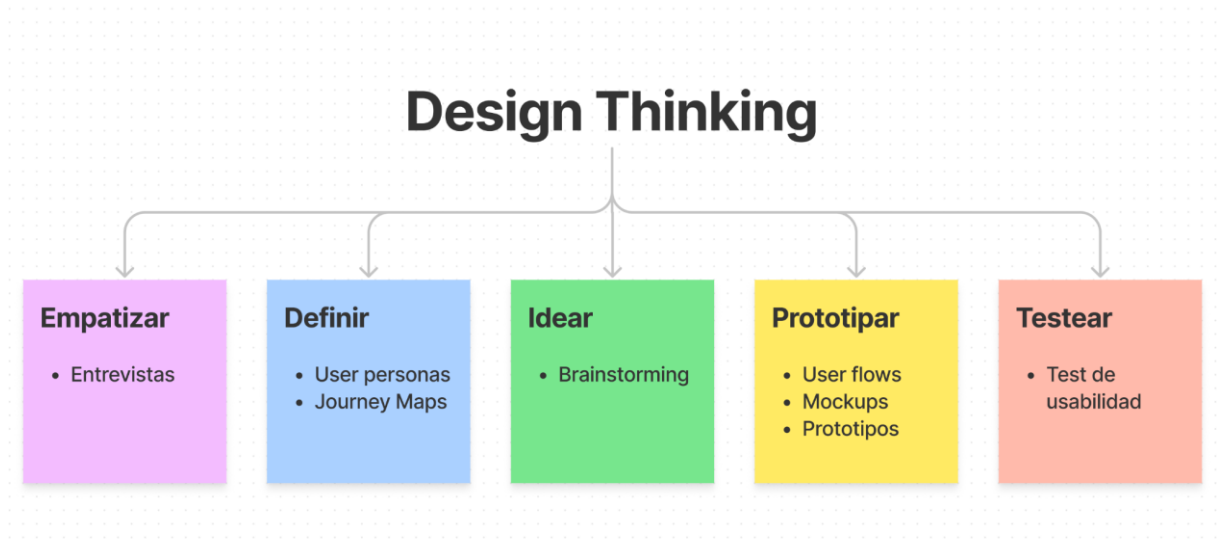 Design Thinking
Empatizar
• Entrevistas
Definir
• User personas
• Journey Maps
Idear
• Brainstorming
Prototipar
• User flows
• Mockups
• Prototipos
Testear
• Test de
usabilidad